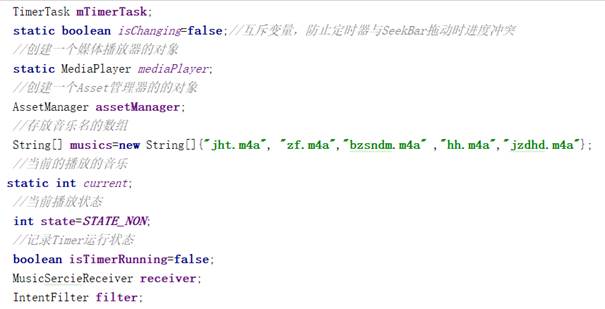 TimerTask mTimerTask;
static boolean isChanging=false;//互斥变量，防止定时器与SeekBar拖动时进度冲突
//创建一个媒体播放器的对象
static MediaPlayer mediaPlayer;
//创建一个Asset管理器的的对象
AssetManager assetManager;
//存放音乐名的数组
String[] musics=new String[]{"jht.m4a", "zf.m4a","bzsndm.m4a" ,"hh.m4a","jzdhd.m4a"};
//当前的播放的音乐
static int current;
//当前播放状态
int state=STATE_NON;
//记录Timer运行状态
boolean isTimerRunning=false;
MusicSercieReceiver receiver;
IntentFilter filter;